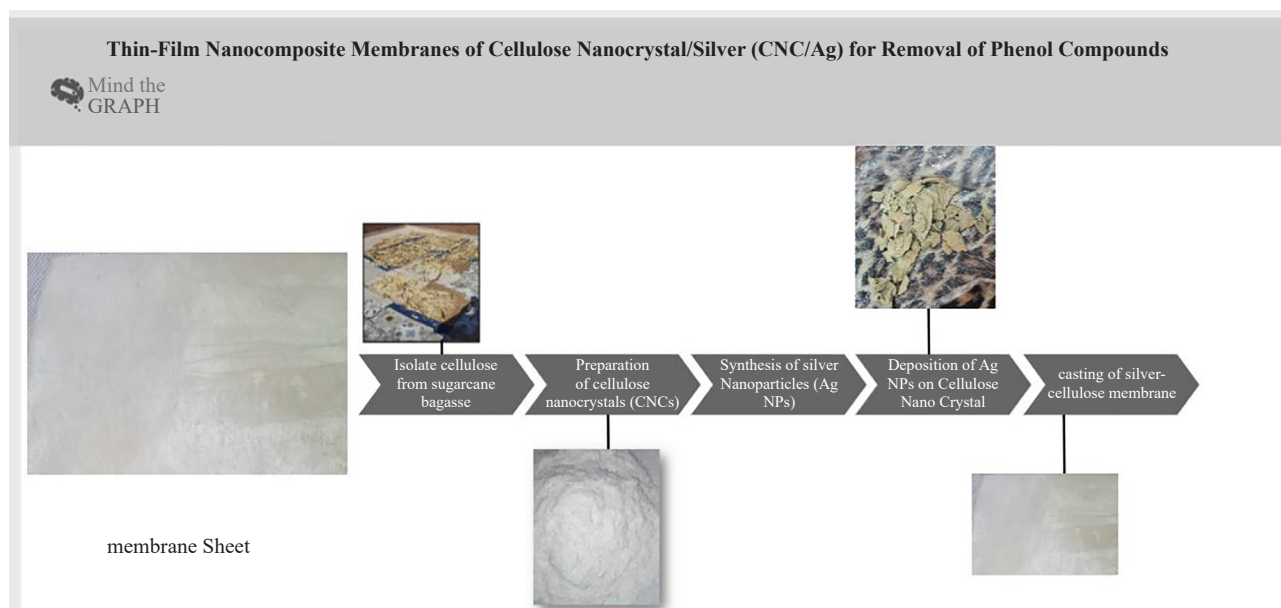 Thin-Film Nanocomposite Membranes of Cellulose Nanocrystal/Silver (CNC/Ag) for Removal of Phenol Compounds
Mind the
GRAPH
Isolate cellulose
from sugarcane
bagasse
Preparation
of cellulose
nanocrystals (CNCs)
Synthesis of silver
Nanoparticles (Ag
NPs)
Deposition of Ag
NPs on Cellulose
Nano Crystal
casting of silver-
cellulose membrane
membrane Sheet